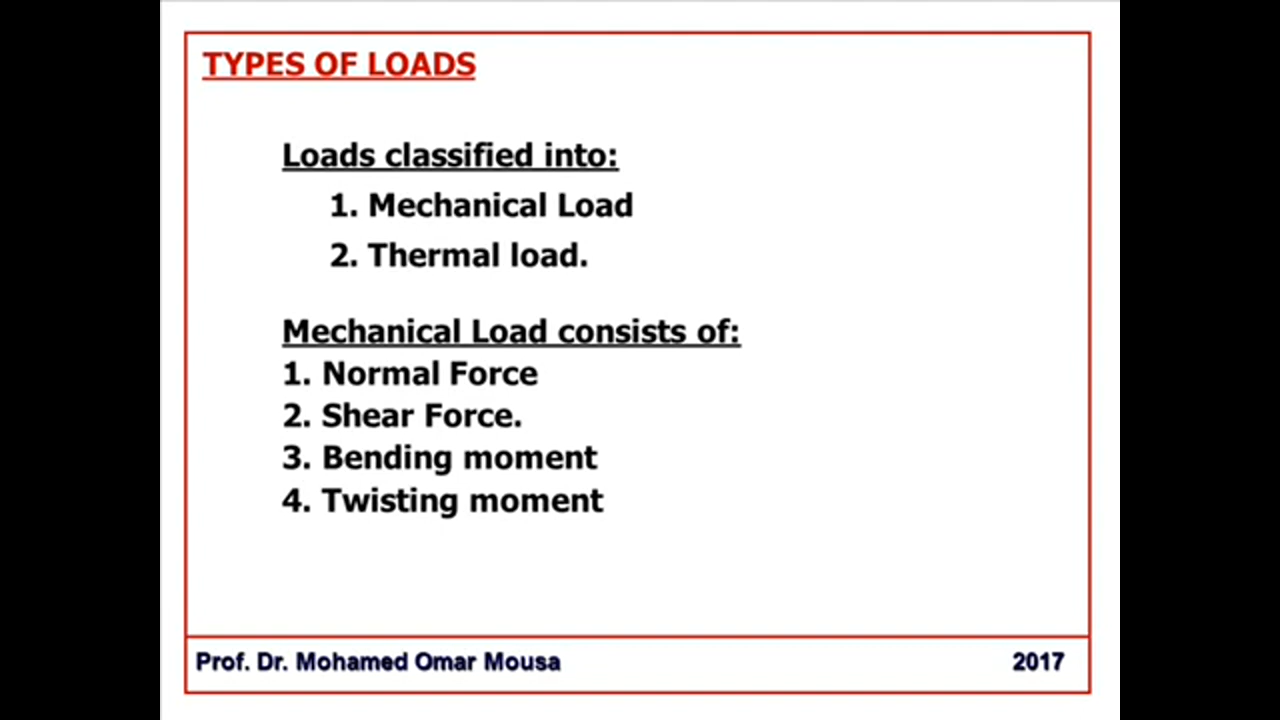 TYPES OF LOADS
Loads classified into:
1. Mechanical Load
2. Thermal load.
Mechanical Load consists of:
1. Normal Force
2. Shear Force.
3. Bending moment
4. Twisting moment
Prof. Dr. Mohamed Omar Mousa 2017